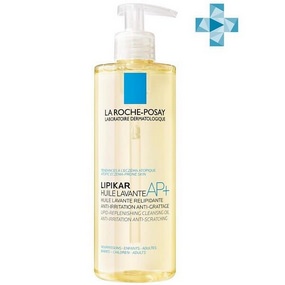 LA ROCHE-POSAY
LABORATOIRE DERMATOLOGIQUE
LIPIKAR
HUILE LAVANTE AP+
HUILE LAVANTE RELIPIDANTE
ANTI-IRRITATION ANTI-GRATTAGE
LIPID-REPLENISHING CLEANSING OIL
ANTI-IRRITATION ANTI-SCRATCHING